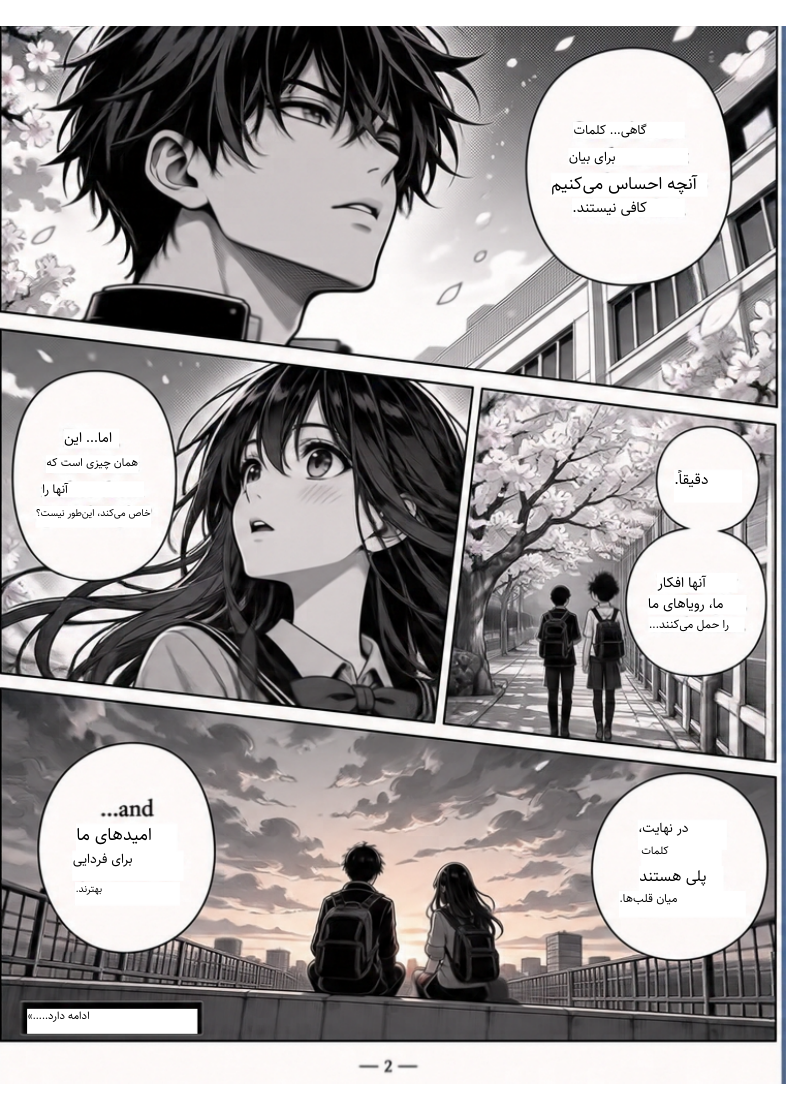 گاهی... کلمات
برای بیان
آنچه احساس می‌کنیم
کافی نیستند.
اما... این
همان چیزی است که
آنها را
خاص می‌کند، این‌طور نیست؟
دقیقاً.
آنها افکار
ما، رویاهای ما
را حمل می‌کنند...
...and
امیدهای ما
برای فردایی
بهترند.
در نهایت،
کلمات
پلی هستند
میان قلب‌ها.
ادامه دارد.....»
— 2 —